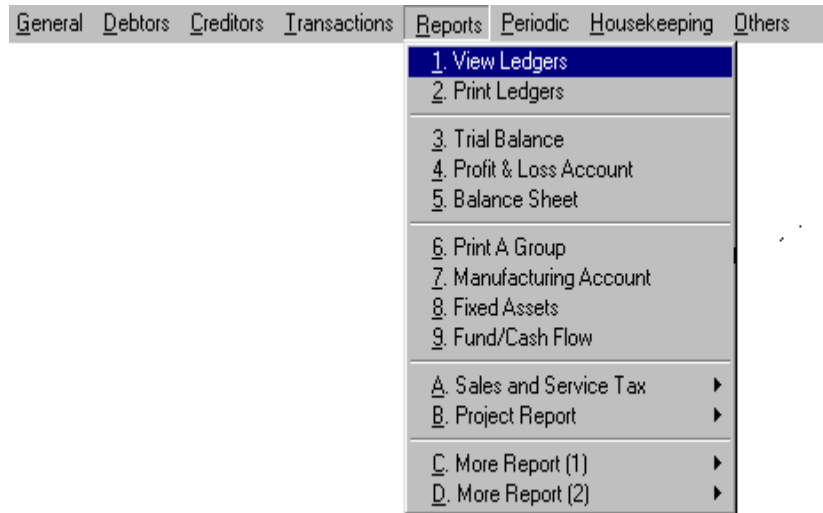 General Debtors Creditors Transactions Reports Periodic Housekeeping Others
1. View Ledgers
2. Print Ledgers
3. Trial Balance
4. Profit & Loss Account
5. Balance Sheet
6. Print A Group
7. Manufacturing Account
8. Fixed Assets
9. Fund/Cash Flow
A. Sales and Service Tax
B. Project Report
C. More Report (1)
D. More Report (2)